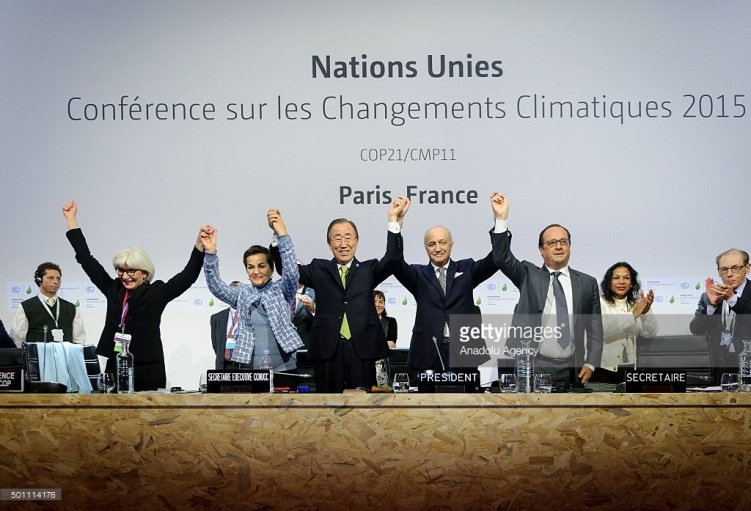 Nations Unies
Conférence sur les Changements Climatiques 2015
COP21/CMP11
Paris, France
gettyimages
Anadolu Agency
COP
SECRETAIRE EXECUTIVE CCNUCC
PRESIDENT
SECRETAIRE
501114176